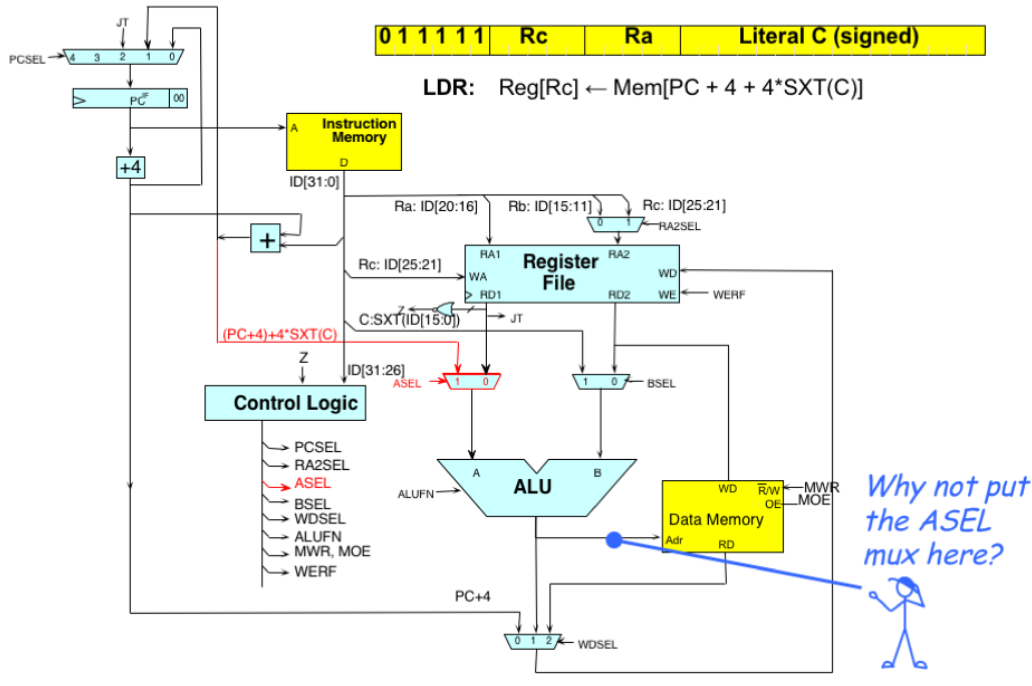 JT
PCSEL
4 3 2 1 0
PC IF 00
+4
A
Instruction
Memory
D
ID[31:0]
0 1 1 1 1 1 Rc Ra Literal C (signed)
LDR: Reg[Rc] ← Mem[PC + 4 + 4*SXT(C)]
Ra: ID[20:16] Rb: ID[15:11] Rc: ID[25:21]
0 1
RA2SEL
+
RA1 RA2
Register
File
Rc: ID[25:21]
WA WD
RD1 RD2 WE
WERF
Z
JT
C:SXT(ID[15:0])
(PC+4)+4*SXT(C)
Z
ID[31:26]
ASEL
1 0
1 0
BSEL
Control Logic
PCSEL
RA2SEL
ASEL
BSEL
WDSEL
ALUFN
MWR, MOE
WERF
A B
ALU
ALUFN
WD R/W
MWR
OE
MOE
Data Memory
Adr RD
Why not put
the ASEL
mux here?
PC+4
0 1 2
WDSEL